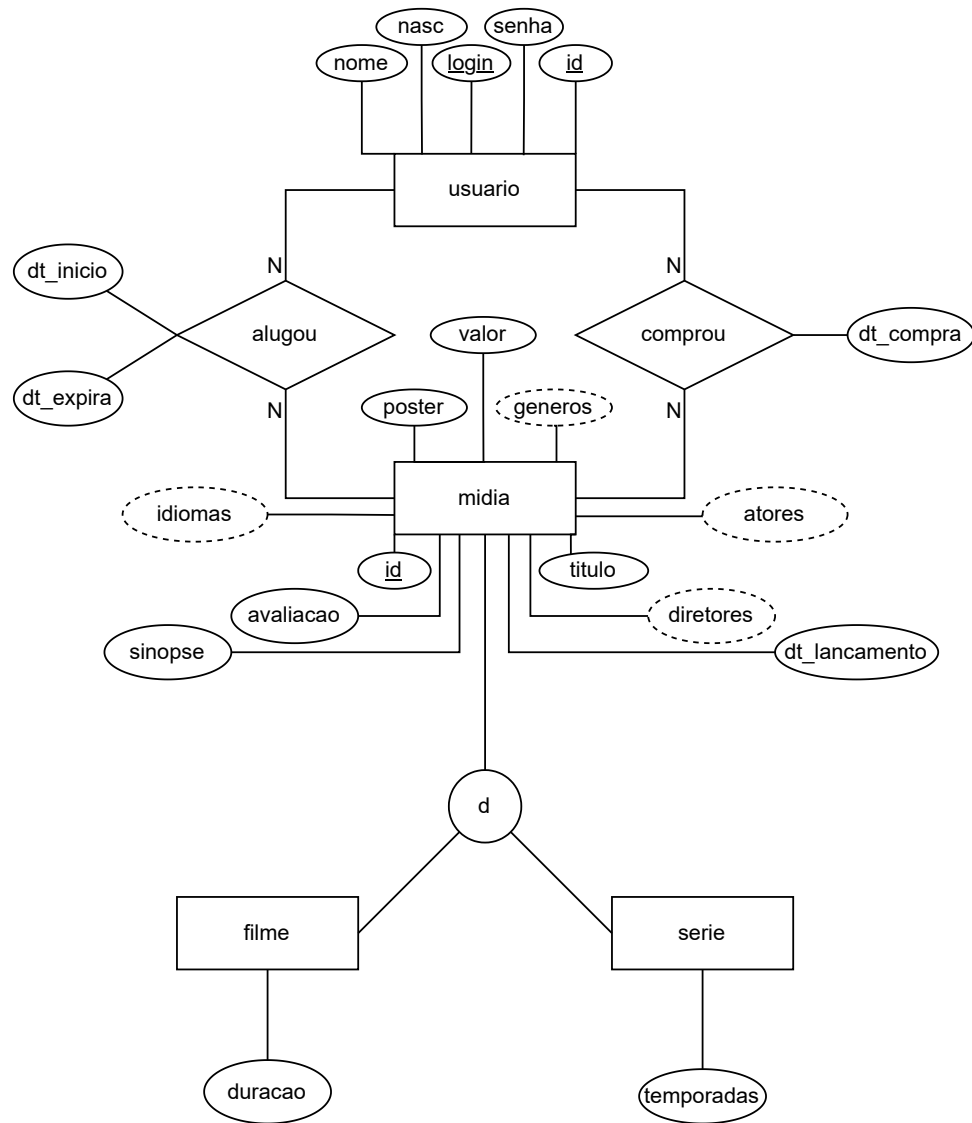 nasc
senha
nome
login
id
usuario
N
N
dt_inicio
alugou
valor
comprou
dt_compra
dt_expira
N
poster
generos
N
midia
idiomas
atores
id
titulo
avaliacao
diretores
sinopse
dt_lancamento
d
filme
serie
duracao
temporadas